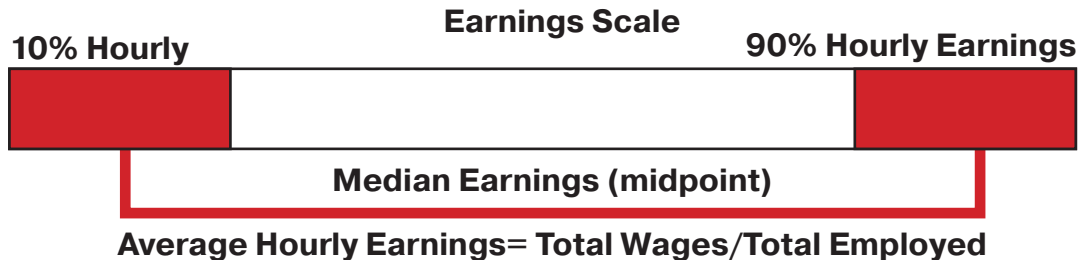 Earnings Scale
10% Hourly
90% Hourly Earnings
Median Earnings (midpoint)
Average Hourly Earnings= Total Wages/Total Employed